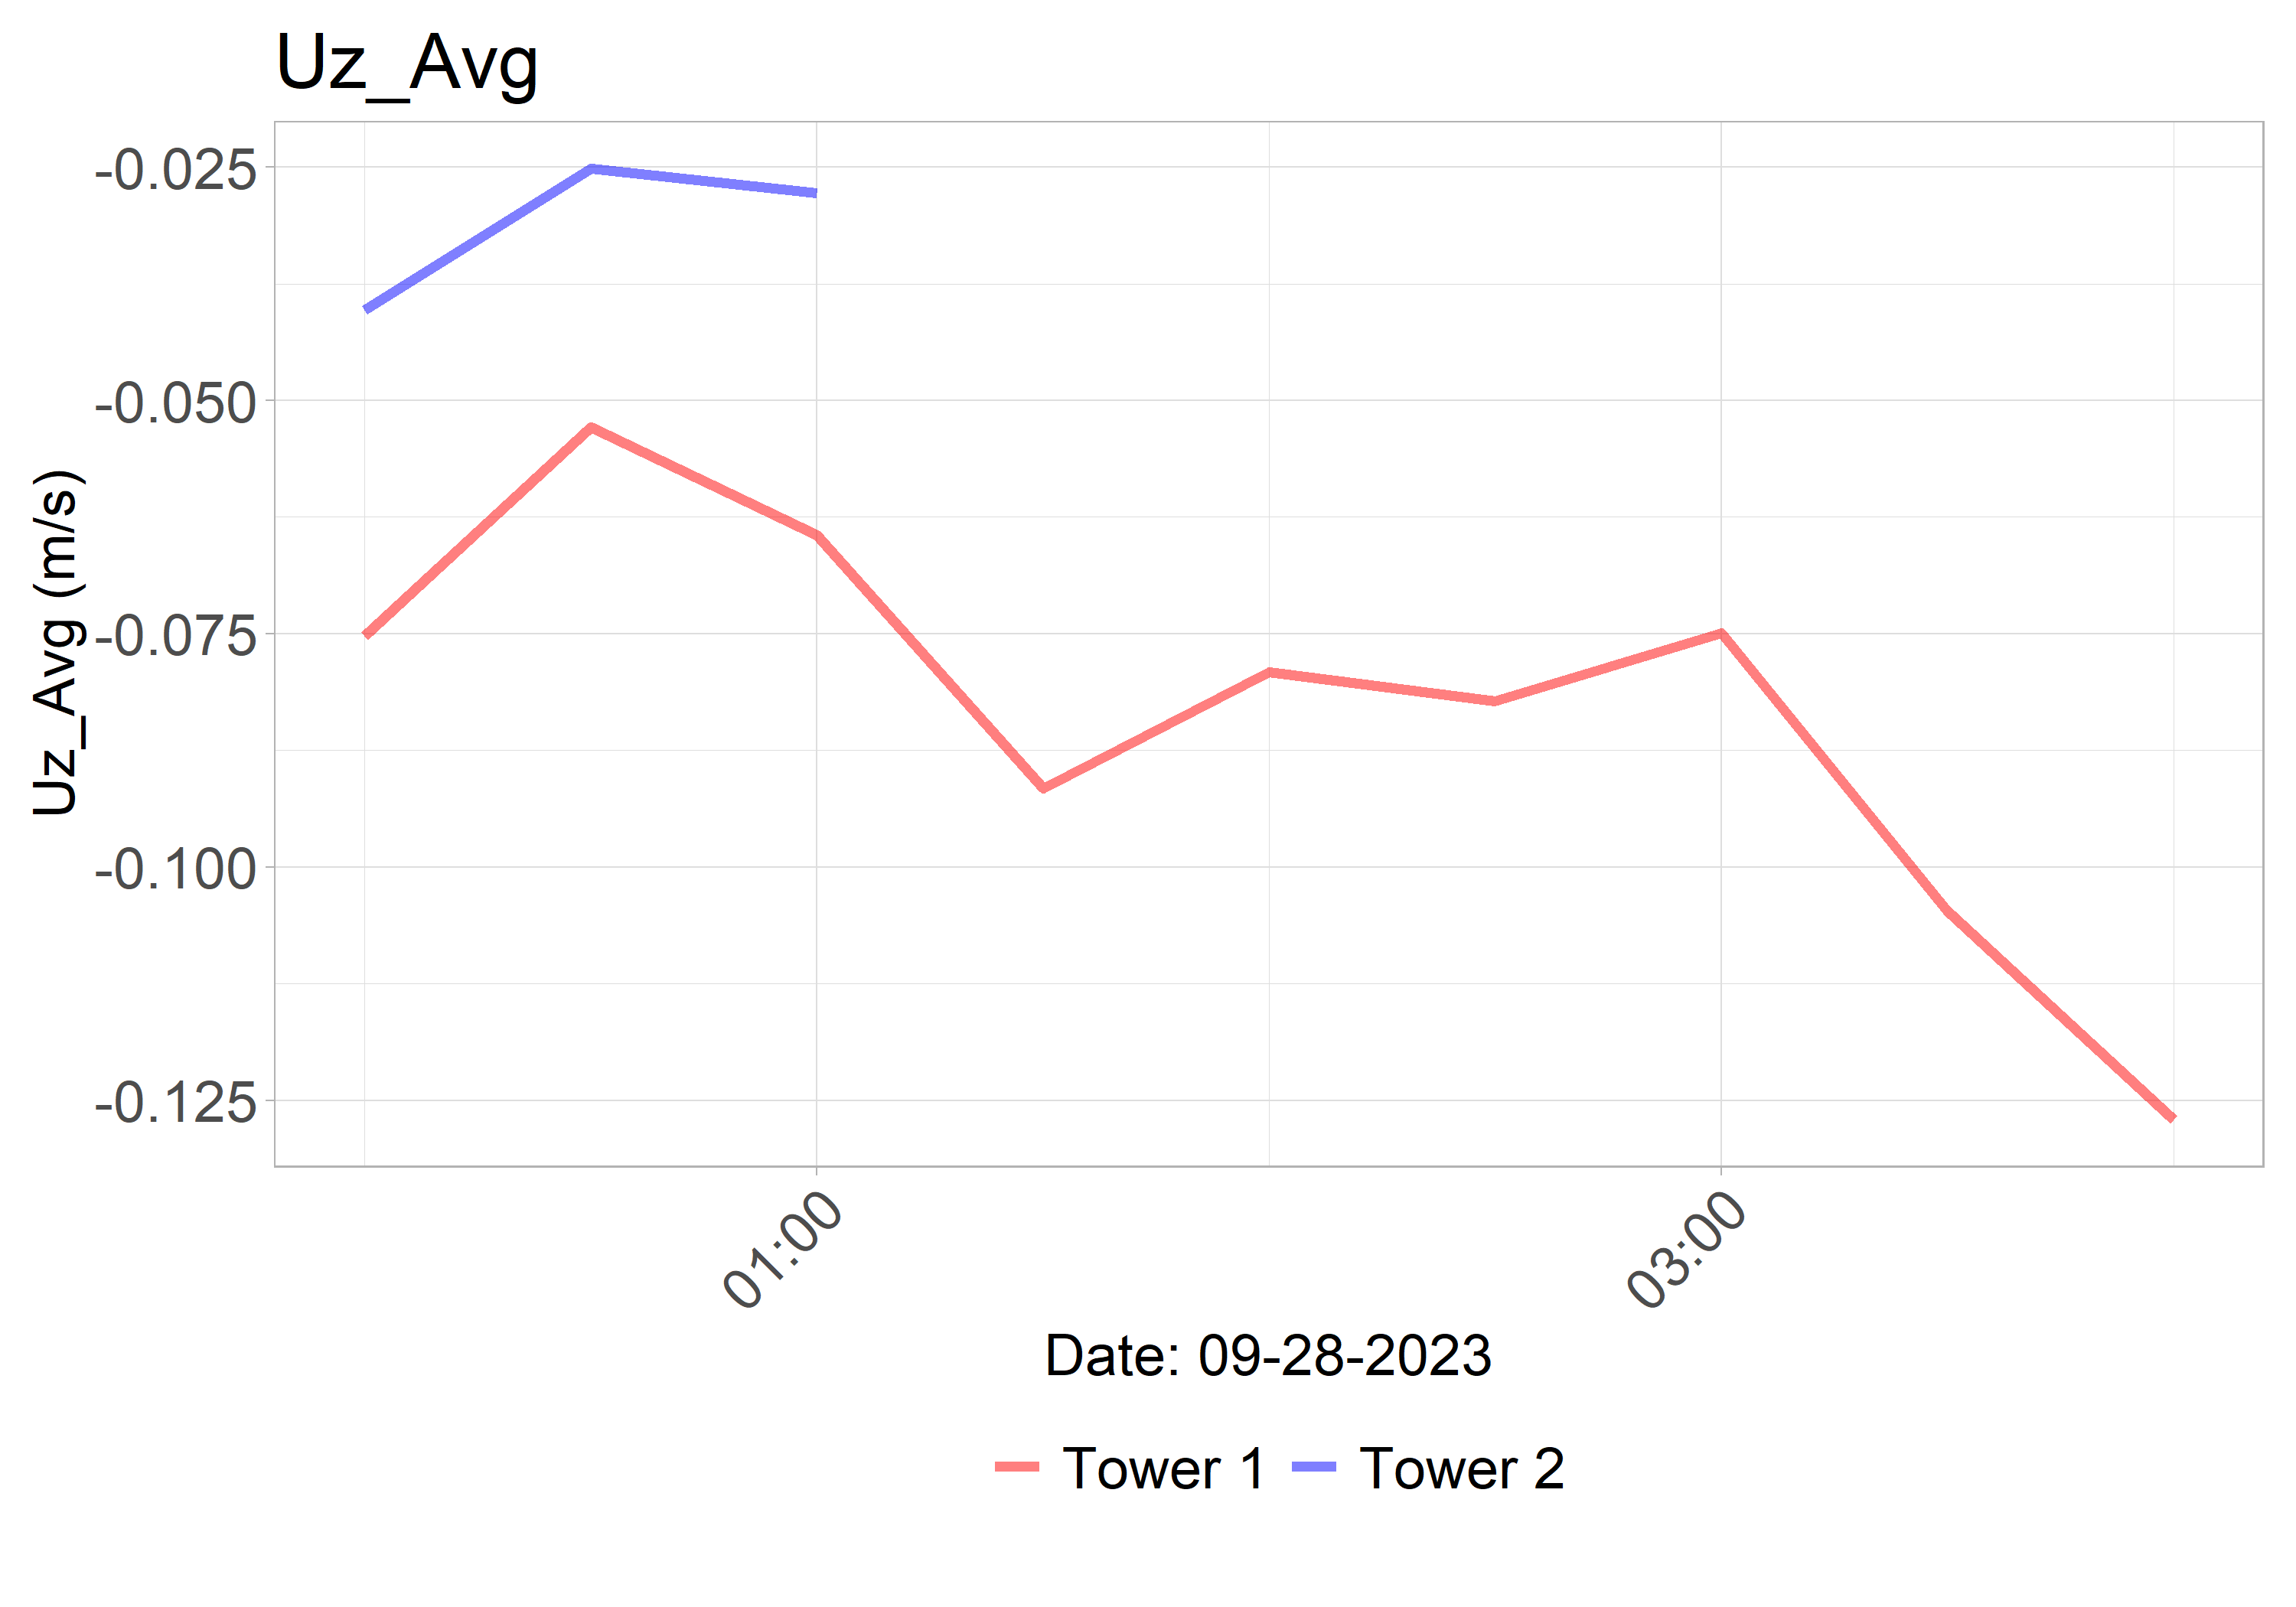 Uz_Avg
Uz_Avg (m/s)
-0.025
-0.050
-0.075
-0.100
-0.125
01:00
03:00
Date: 09-28-2023
Tower 1
Tower 2